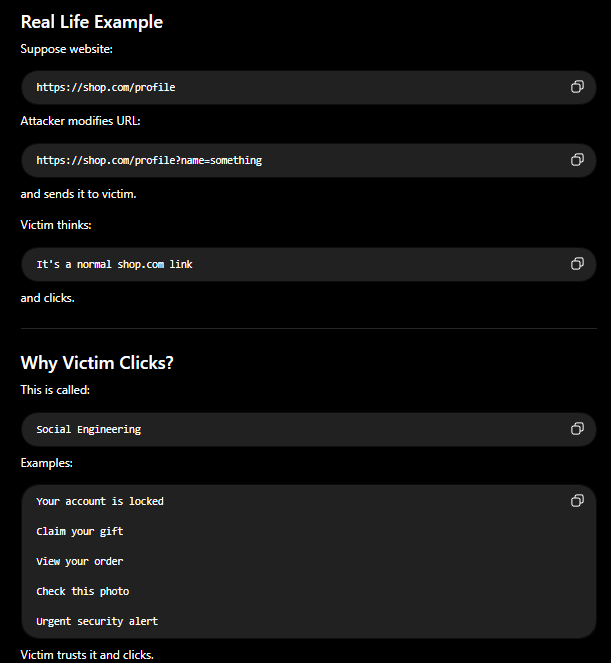 Real Life Example
Suppose website:
https://shop.com/profile
Attacker modifies URL:
https://shop.com/profile?name=something
and sends it to victim.
Victim thinks:
It's a normal shop.com link
and clicks.
Why Victim Clicks?
This is called:
Social Engineering
Examples:
Your account is locked
Claim your gift
View your order
Check this photo
Urgent security alert
Victim trusts it and clicks.